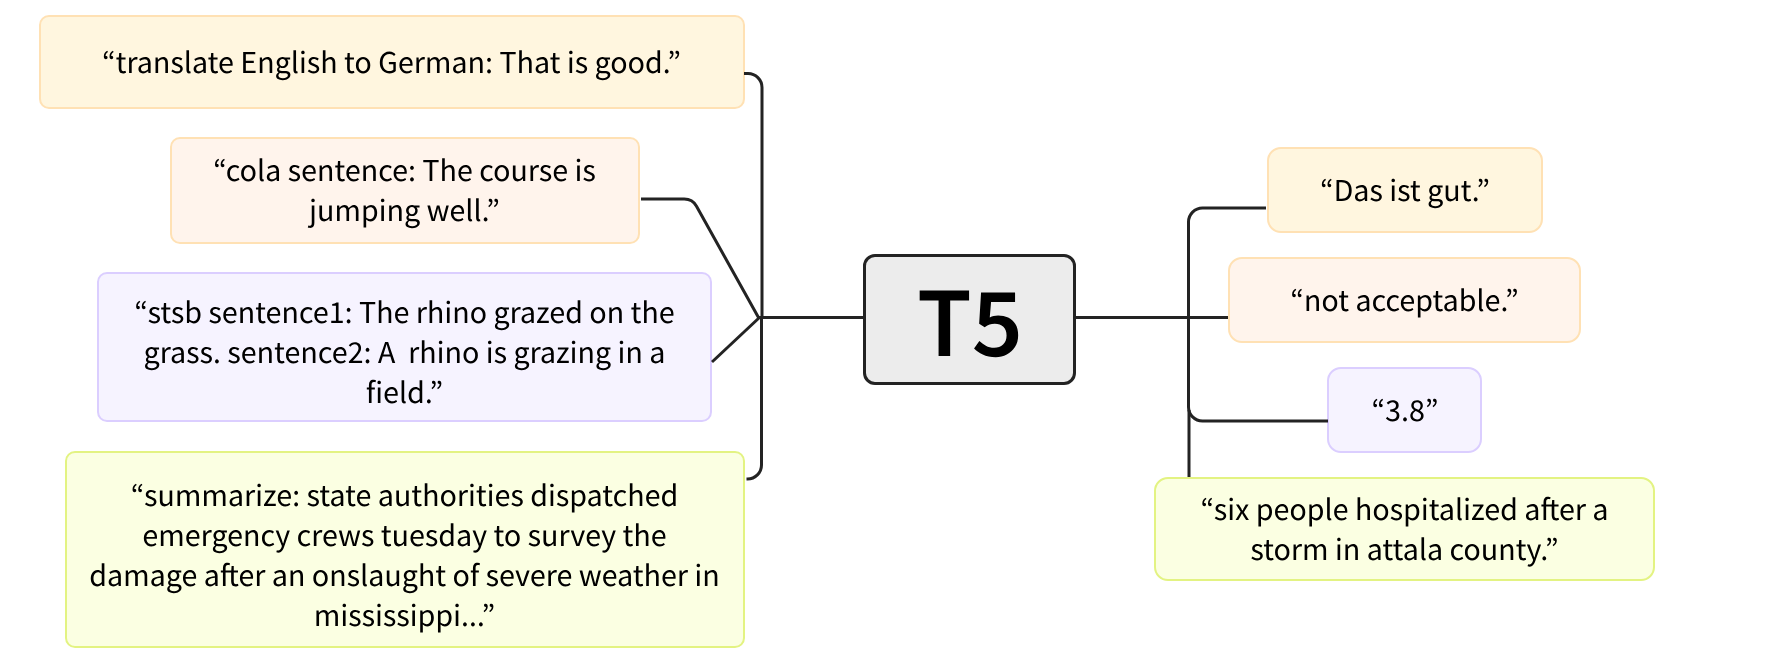 “translate English to German: That is good.”
“cola sentence: The course is
jumping well.”
“stsb sentence1: The rhino grazed on the
grass. sentence2: A  rhino is grazing in a
field.”
“summarize: state authorities dispatched
emergency crews tuesday to survey the
damage after an onslaught of severe weather in
mississippi...”
T5
“Das ist gut.”
“not acceptable.”
“3.8”
“six people hospitalized after a
storm in attala county.”